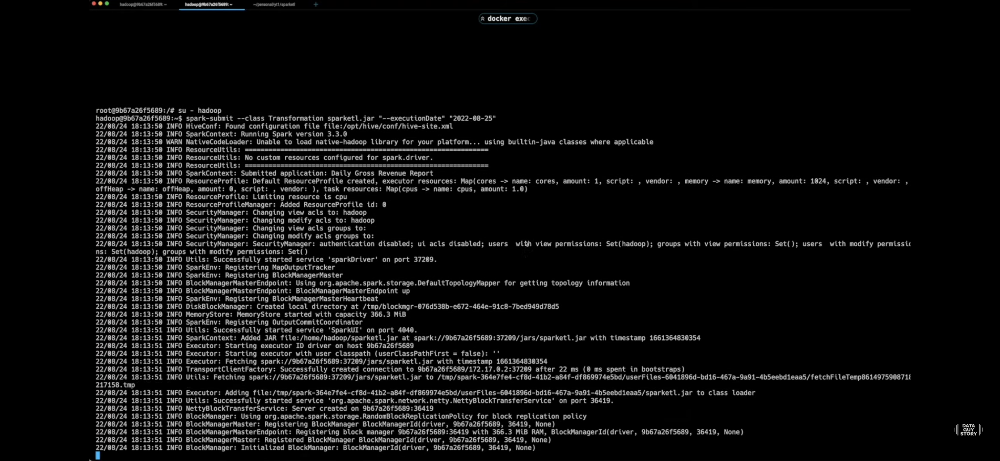 hadoop@9b67a26f5689: ~
hadoop@9b67a26f5689: ~
~/personal/yt1/sparketl
+
docker exec
root@9b67a26f5689:/# su - hadoop
hadoop@9b67a26f5689:~$ spark-submit --class Transformation sparketl.jar "--executionDate" "2022-08-25"
22/08/24 18:13:50 INFO HiveConf: Found configuration file file:/opt/hive/conf/hive-site.xml
22/08/24 18:13:50 INFO SparkContext: Running Spark version 3.3.0
22/08/24 18:13:50 WARN NativeCodeLoader: Unable to load native-hadoop library for your platform... using builtin-java classes where applicable
22/08/24 18:13:50 INFO ResourceUtils: ==============================================================
22/08/24 18:13:50 INFO ResourceUtils: No custom resources configured for spark.driver.
22/08/24 18:13:50 INFO ResourceUtils: ==============================================================
22/08/24 18:13:50 INFO SparkContext: Submitted application: Daily Gross Revenue Report
22/08/24 18:13:50 INFO ResourceProfile: Default ResourceProfile created, executor resources: Map(cores -> name: cores, amount: 1, script: , vendor: , memory -> name: memory, amount: 1024, script: , vendor: ,
offHeap -> name: offHeap, amount: 0, script: , vendor: ), task resources: Map(cpus -> name: cpus, amount: 1.0)
22/08/24 18:13:50 INFO ResourceProfile: Limiting resource is cpu
22/08/24 18:13:50 INFO ResourceProfileManager: Added ResourceProfile id: 0
22/08/24 18:13:50 INFO SecurityManager: Changing view acls to: hadoop
22/08/24 18:13:50 INFO SecurityManager: Changing modify acls to: hadoop
22/08/24 18:13:50 INFO SecurityManager: Changing view acls groups to:
22/08/24 18:13:50 INFO SecurityManager: Changing modify acls groups to:
22/08/24 18:13:50 INFO SecurityManager: SecurityManager: authentication disabled; ui acls disabled; users  with view permissions: Set(hadoop); groups with view permissions: Set(); users  with modify permissio
ns: Set(hadoop); groups with modify permissions: Set()
22/08/24 18:13:50 INFO Utils: Successfully started service 'sparkDriver' on port 37209.
22/08/24 18:13:50 INFO SparkEnv: Registering MapOutputTracker
22/08/24 18:13:50 INFO SparkEnv: Registering BlockManagerMaster
22/08/24 18:13:50 INFO BlockManagerMasterEndpoint: Using org.apache.spark.storage.DefaultTopologyMapper for getting topology information
22/08/24 18:13:50 INFO BlockManagerMasterEndpoint: BlockManagerMasterEndpoint up
22/08/24 18:13:50 INFO SparkEnv: Registering BlockManagerMasterHeartbeat
22/08/24 18:13:50 INFO DiskBlockManager: Created local directory at /tmp/blockmgr-076d538b-e672-464e-91c8-7bed949d78d5
22/08/24 18:13:50 INFO MemoryStore: MemoryStore started with capacity 366.3 MiB
22/08/24 18:13:50 INFO SparkEnv: Registering OutputCommitCoordinator
22/08/24 18:13:51 INFO Utils: Successfully started service 'SparkUI' on port 4040.
22/08/24 18:13:51 INFO SparkContext: Added JAR file:/home/hadoop/sparketl.jar at spark://9b67a26f5689:37209/jars/sparketl.jar with timestamp 1661364830354
22/08/24 18:13:51 INFO Executor: Starting executor ID driver on host 9b67a26f5689
22/08/24 18:13:51 INFO Executor: Starting executor with user classpath (userClassPathFirst = false): ''
22/08/24 18:13:51 INFO Executor: Fetching spark://9b67a26f5689:37209/jars/sparketl.jar with timestamp 1661364830354
22/08/24 18:13:51 INFO TransportClientFactory: Successfully created connection to 9b67a26f5689/172.17.0.2:37209 after 22 ms (0 ms spent in bootstraps)
22/08/24 18:13:51 INFO Utils: Fetching spark://9b67a26f5689:37209/jars/sparketl.jar to /tmp/spark-364e7fe4-cf8d-41b2-a84f-df869974e5bd/userFiles-6041896d-bd16-467a-9a91-4b5eebd1eaa5/fetchFileTemp8614975908718
217158.tmp
22/08/24 18:13:51 INFO Executor: Adding file:/tmp/spark-364e7fe4-cf8d-41b2-a84f-df869974e5bd/userFiles-6041896d-bd16-467a-9a91-4b5eebd1eaa5/sparketl.jar to class loader
22/08/24 18:13:51 INFO Utils: Successfully started service 'org.apache.spark.network.netty.NettyBlockTransferService' on port 36419.
22/08/24 18:13:51 INFO NettyBlockTransferService: Server created on 9b67a26f5689:36419
22/08/24 18:13:51 INFO BlockManager: Using org.apache.spark.storage.RandomBlockReplicationPolicy for block replication policy
22/08/24 18:13:51 INFO BlockManagerMaster: Registering BlockManager BlockManagerId(driver, 9b67a26f5689, 36419, None)
22/08/24 18:13:51 INFO BlockManagerMasterEndpoint: Registering block manager 9b67a26f5689:36419 with 366.3 MiB RAM, BlockManagerId(driver, 9b67a26f5689, 36419, None)
22/08/24 18:13:51 INFO BlockManagerMaster: Registered BlockManager BlockManagerId(driver, 9b67a26f5689, 36419, None)
22/08/24 18:13:51 INFO BlockManager: Initialized BlockManager: BlockManagerId(driver, 9b67a26f5689, 36419, None)
DATA
GUY
STORY